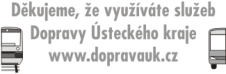 Děkujeme, že využíváte služeb
Dopravy Ústeckého kraje
www.dopravauk.cz